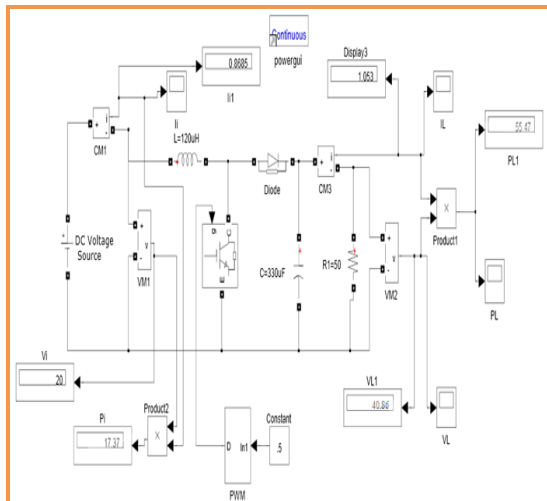 Continuous
powergui
0.8685
Ii1
Ii
Display3
1.053
IL
55.47
PL1
CM1
L=120uH
Diode
CM3
Product1
DC Voltage
Source
VM1
C=330uF
R1=50
VM2
PL
Vi
20
Product2
Pi
17.37
Constant
.5
In1
D
PWM
VL1
40.86
VL